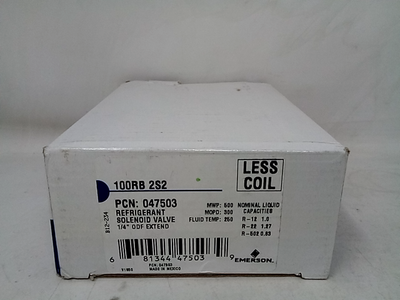 100RB 2S2
LESS
COIL
PCN: 047503
REFRIGERANT
SOLENOID VALVE
1/4" ODF EXTEND
MWP: 500
MOPD: 300
FLUID TEMP: 250
NOMINAL LIQUID
CAPACITIES
R-12 1.0
R-22 1.27
R-502 0.83
S12-234
6 81344 47503 9
PCN: 047503
MADE IN MEXICO
EMERSON.